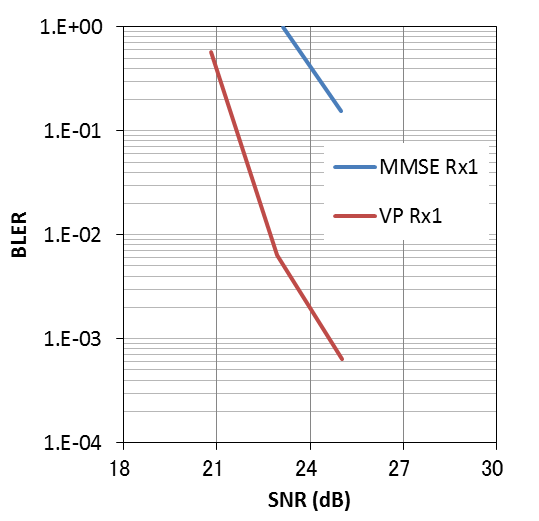 1.E+00
1.E-01
1.E-02
1.E-03
1.E-04
BLER
MMSE Rx1
VP Rx1
18 21 24 27 30
SNR (dB)